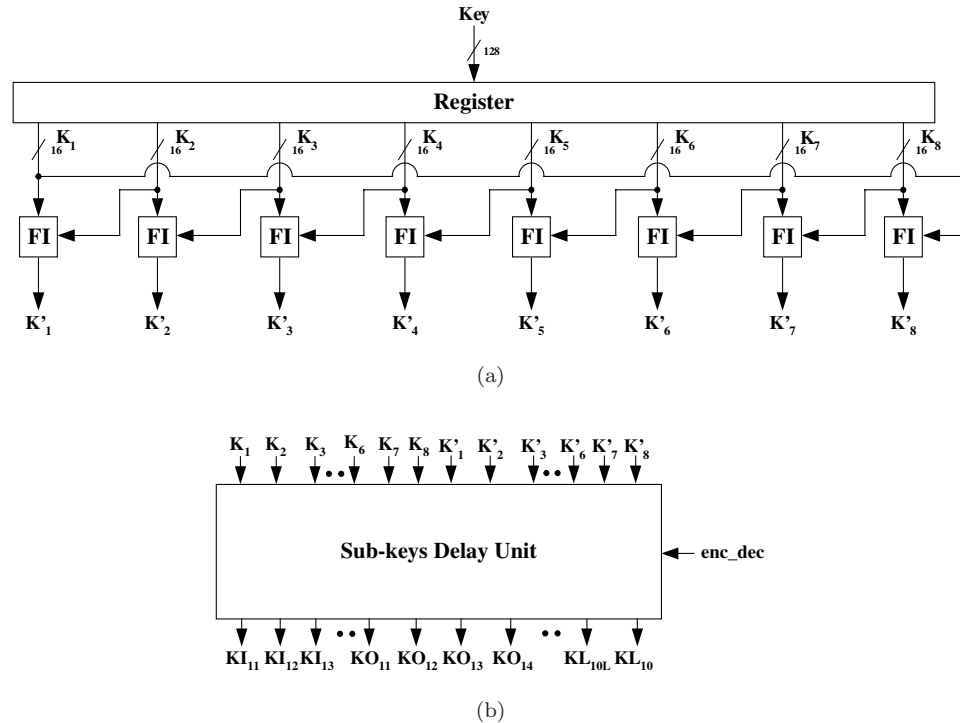 Key
128
Register
16 K1 16 K2 16 K3 16 K4 16 K5 16 K6 16 K7 16 K8
FI FI FI FI FI FI FI FI
K'1 K'2 K'3 K'4 K'5 K'6 K'7 K'8
(a)
K1 K2 K3 •• K6 K7 K8 K'1 K'2 K'3 •• K'6 K'7 K'8
Sub-keys Delay Unit
enc_dec
KI11 KI12 KI13 •• KO11 KO12 KO13 KO14 •• KL10L KL10
(b)